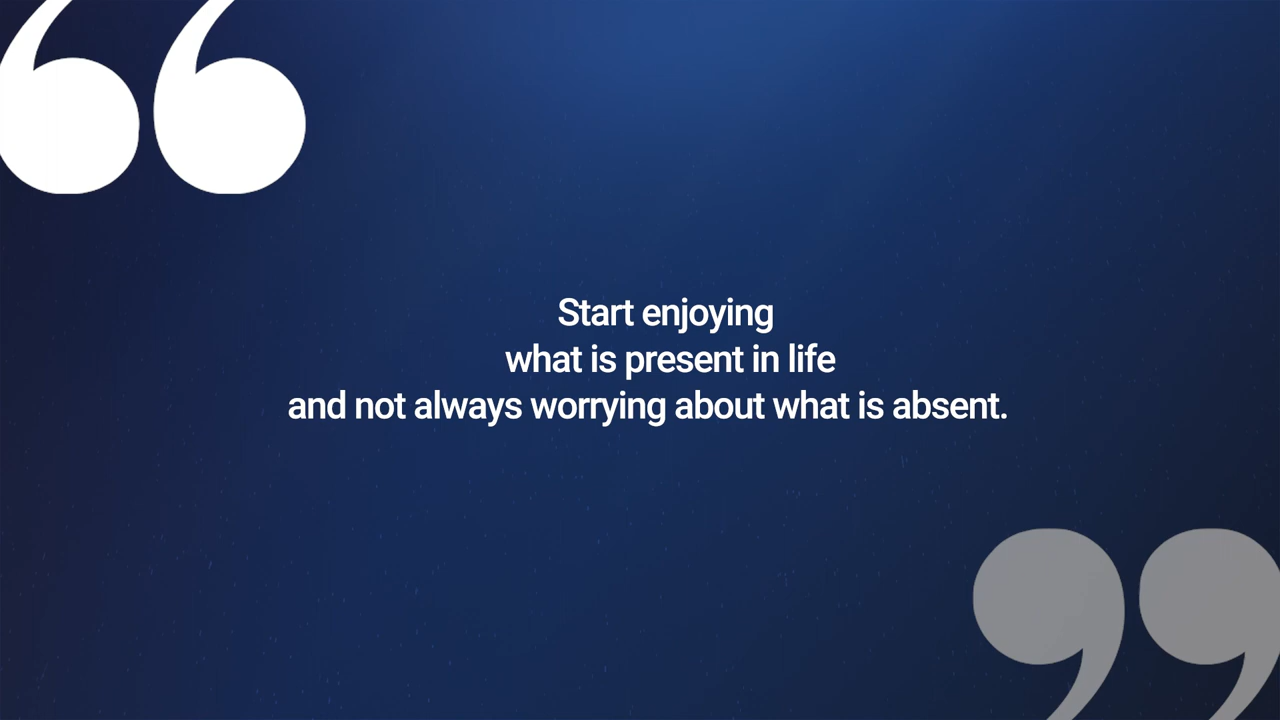 Start enjoying
what is present in life
and not always worrying about what is absent.